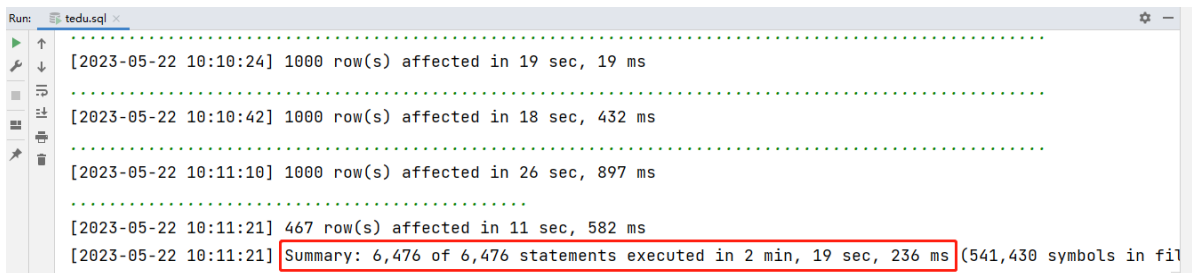 Run: tedu.sql
[2023-05-22 10:10:24] 1000 row(s) affected in 19 sec, 19 ms
[2023-05-22 10:10:42] 1000 row(s) affected in 18 sec, 432 ms
[2023-05-22 10:11:10] 1000 row(s) affected in 26 sec, 897 ms
[2023-05-22 10:11:21] 467 row(s) affected in 11 sec, 582 ms
[2023-05-22 10:11:21] Summary: 6,476 of 6,476 statements executed in 2 min, 19 sec, 236 ms (541,430 symbols in fil